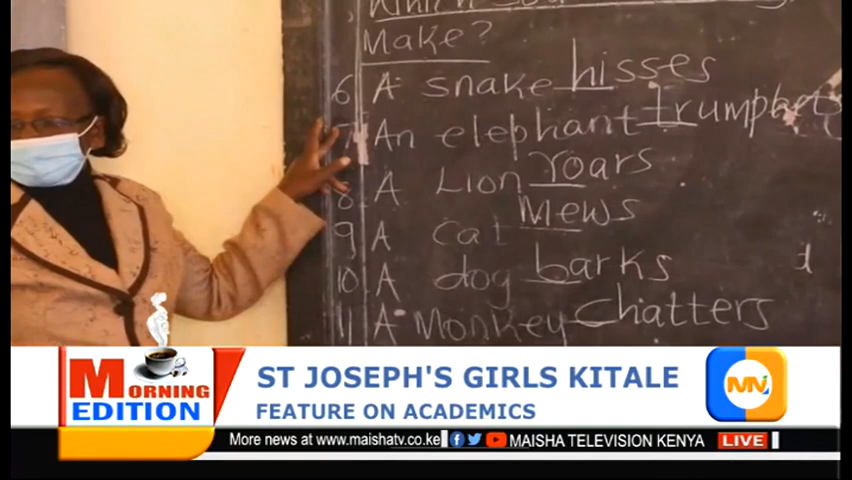 Make?
6 A snake hisses
7 An elephant trumphets
8 A Lion roars
9 A cat Mews
10. A dog barks
11 A Monkey Chatters
MORNING EDITION
ST JOSEPH'S GIRLS KITALE
FEATURE ON ACADEMICS
MN
More news at www.maishatv.co.ke MAISHA TELEVISION KENYA LIVE